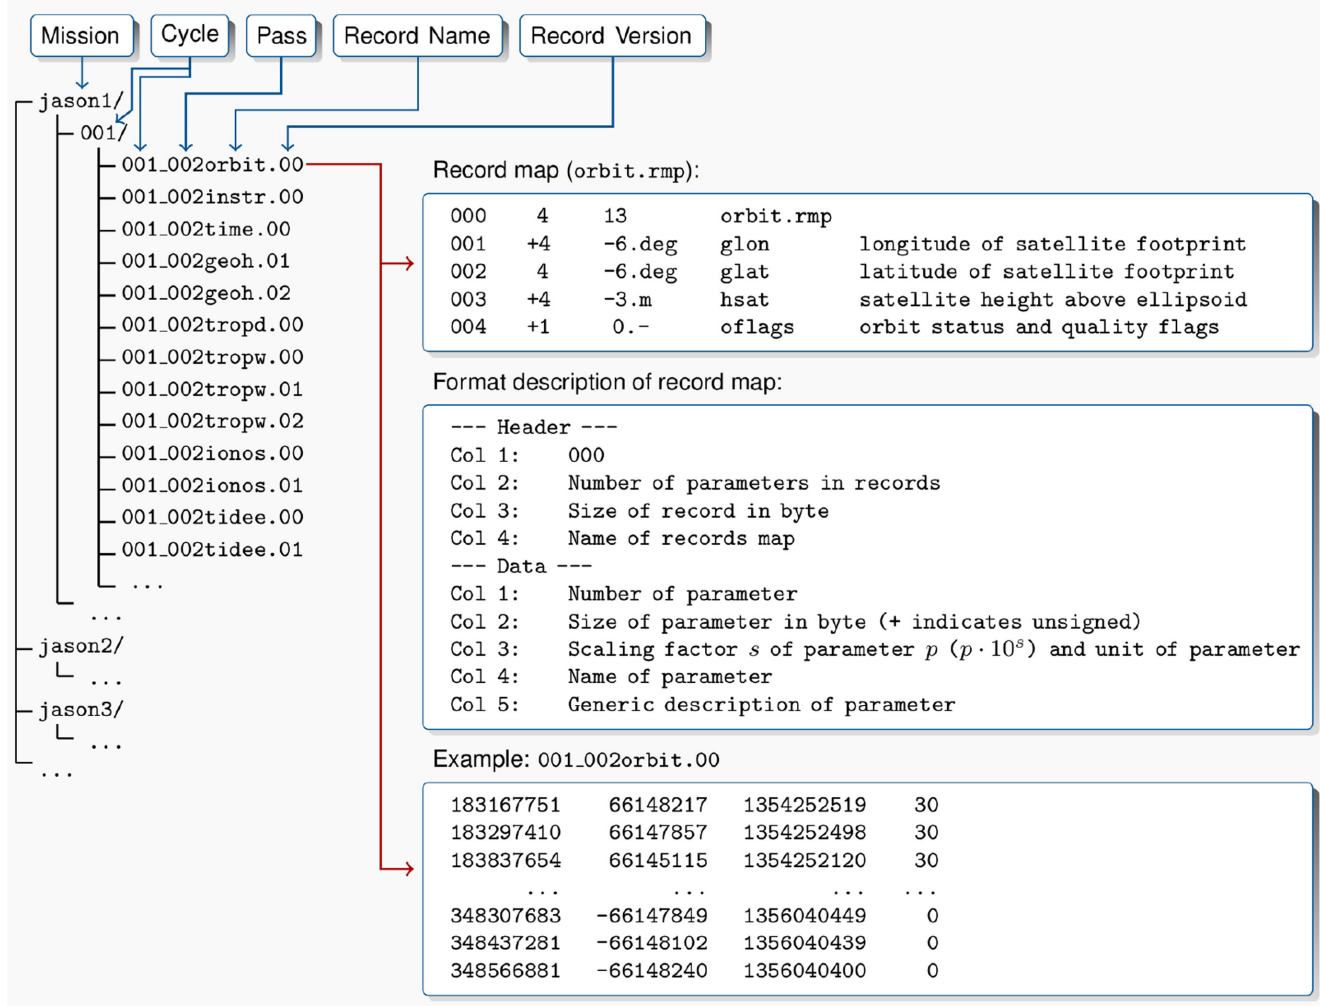 Mission Cycle Pass Record Name Record Version
jason1/
001/
001_002orbit.00
001_002instr.00
001_002time.00
001_002geoh.01
001_002geoh.02
001_002tropd.00
001_002tropw.00
001_002tropw.01
001_002tropw.02
001_002ionos.00
001_002ionos.01
001_002tidee.00
001_002tidee.01
...
...
jason2/
...
jason3/
...
...
Record map (orbit.rmp):
000 4 13 orbit.rmp
001 +4 -6.deg glon longitude of satellite footprint
002 4 -6.deg glat latitude of satellite footprint
003 +4 -3.m hsat satellite height above ellipsoid
004 +1 0.- oflags orbit status and quality flags
Format description of record map:
--- Header ---
Col 1: 000
Col 2: Number of parameters in records
Col 3: Size of record in byte
Col 4: Name of records map
--- Data ---
Col 1: Number of parameter
Col 2: Size of parameter in byte (+ indicates unsigned)
Col 3: Scaling factor s of parameter p (p · 10^s) and unit of parameter
Col 4: Name of parameter
Col 5: Generic description of parameter
Example: 001_002orbit.00
183167751 66148217 1354252519 30
183297410 66147857 1354252498 30
183837654 66145115 1354252120 30
... ... ... ...
348307683 -66147849 1356040449 0
348437281 -66148102 1356040439 0
348566881 -66148240 1356040400 0